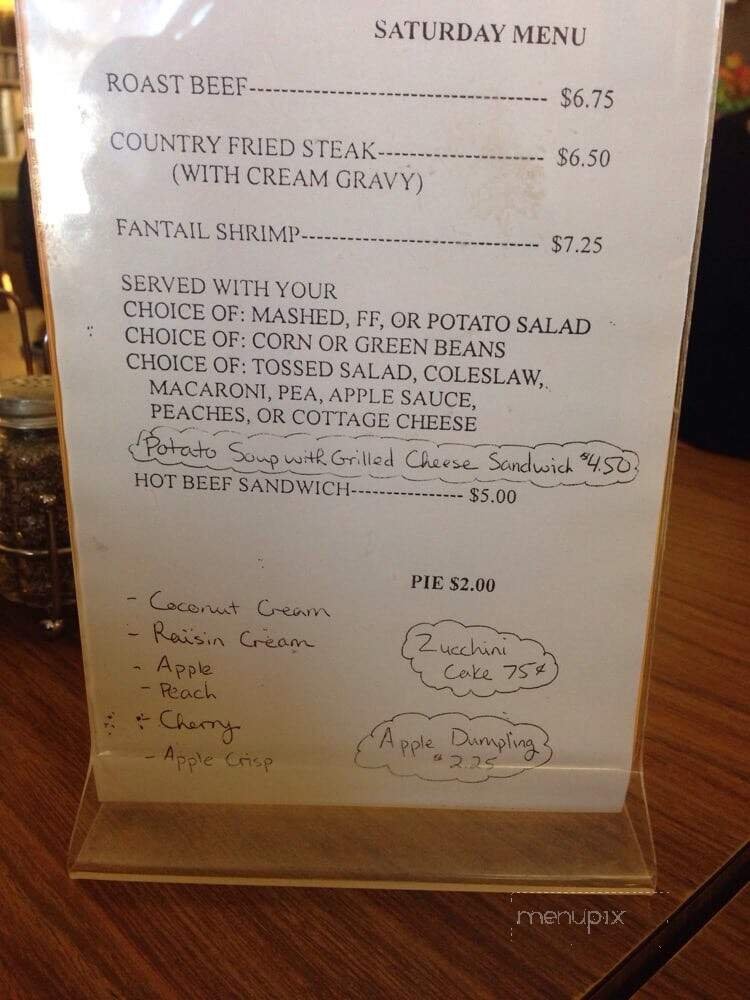 SATURDAY MENU
ROAST BEEF------------------------------------ $6.75
COUNTRY FRIED STEAK-------------------- $6.50
(WITH CREAM GRAVY)
FANTAIL SHRIMP----------------------------- $7.25
SERVED WITH YOUR
CHOICE OF: MASHED, FF, OR POTATO SALAD
CHOICE OF: CORN OR GREEN BEANS
CHOICE OF: TOSSED SALAD, COLESLAW,
MACARONI, PEA, APPLE SAUCE,
PEACHES, OR COTTAGE CHEESE
Potato Soup with Grilled Cheese Sandwich $4.50
HOT BEEF SANDWICH--------------- $5.00
PIE $2.00
- Coconut Cream
- Raisin Cream
- Apple
- Peach
- Cherry
- Apple Crisp
Zucchini
Cake 75¢
Apple Dumpling
$2.25
menupix